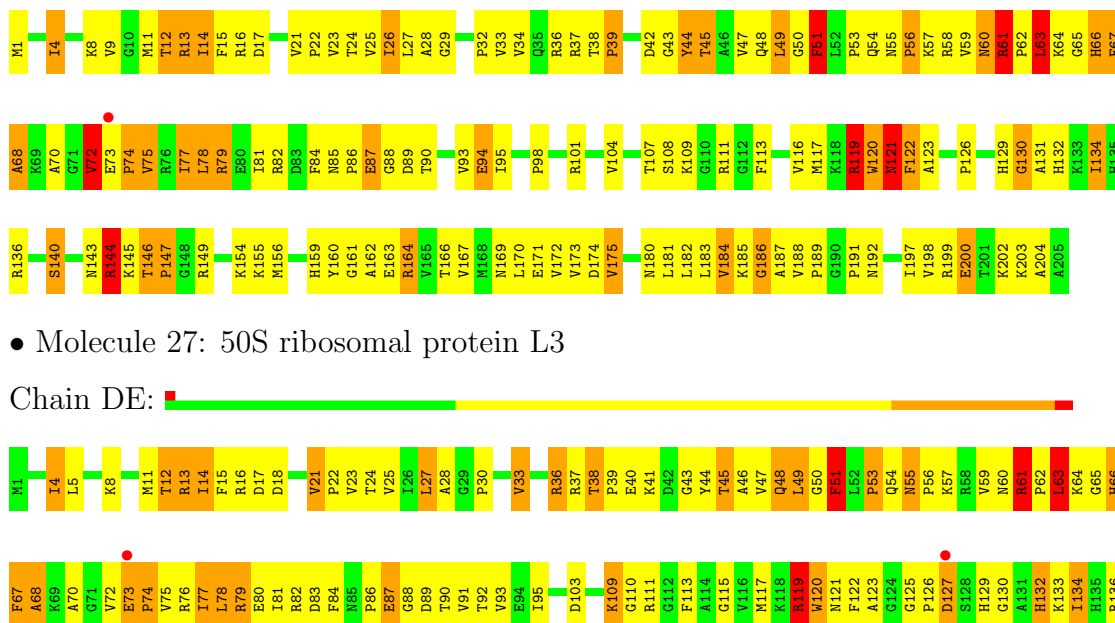 M1 I4 K8 V9 G10 M11 T12 R13 I14 F15 R16 D17 V21 P22 V23 T24 V25 I26 L27 A28 G29 P32 V33 V34 Q35 R36 R37 T38 P39 D42 G43 Y44 T45 A46 V47 Q48 L49 G50 F51 L52 P53 Q54 N55 P56 K57 R58 V59 N60 R61 P62 L63 K64 G65 H66 F67
A68 K69 A70 G71 V72 E73 P74 V75 R76 I77 L78 R79 E80 I81 R82 D83 F84 N85 P86 E87 G88 D89 T90 V93 E94 I95 P98 R101 V104 T107 S108 K109 G110 R111 G112 F113 V116 M117 K118 R119 W120 N121 F122 A123 P126 H129 G130 A131 H132 K133 I134 H135
R136 S140 N143 R144 K145 T146 P147 G148 R149 K154 K155 M156 H159 Y160 G161 A162 E163 R164 V165 T166 V167 M168 N169 L170 E171 V172 V173 D174 V175 N180 L181 L182 L183 V184 K185 G186 A187 V188 P189 G190 P191 N192 I197 V198 R199 E200 T201 K202 K203 A204 A205
• Molecule 27: 50S ribosomal protein L3
Chain DE:
M1 I4 L5 K8 M11 T12 R13 I14 F15 R16 D17 D18 V21 P22 V23 T24 V25 I26 L27 A28 G29 P30 V33 R36 R37 T38 P39 E40 K41 D42 G43 Y44 T45 A46 V47 Q48 L49 G50 F51 L52 P53 Q54 N55 P56 K57 R58 V59 N60 R61 P62 L63 K64 G65 H66
F67 A68 K69 A70 G71 V72 E73 P74 V75 R76 I77 L78 R79 E80 I81 R82 D83 F84 N85 P86 E87 G88 D89 T90 V91 T92 V93 E94 I95 D103 K109 G110 R111 G112 F113 A114 G115 V116 M117 K118 R119 W120 N121 F122 A123 G124 G125 P126 D127 S128 H129 G130 A131 H132 K133 I134 H135 R136